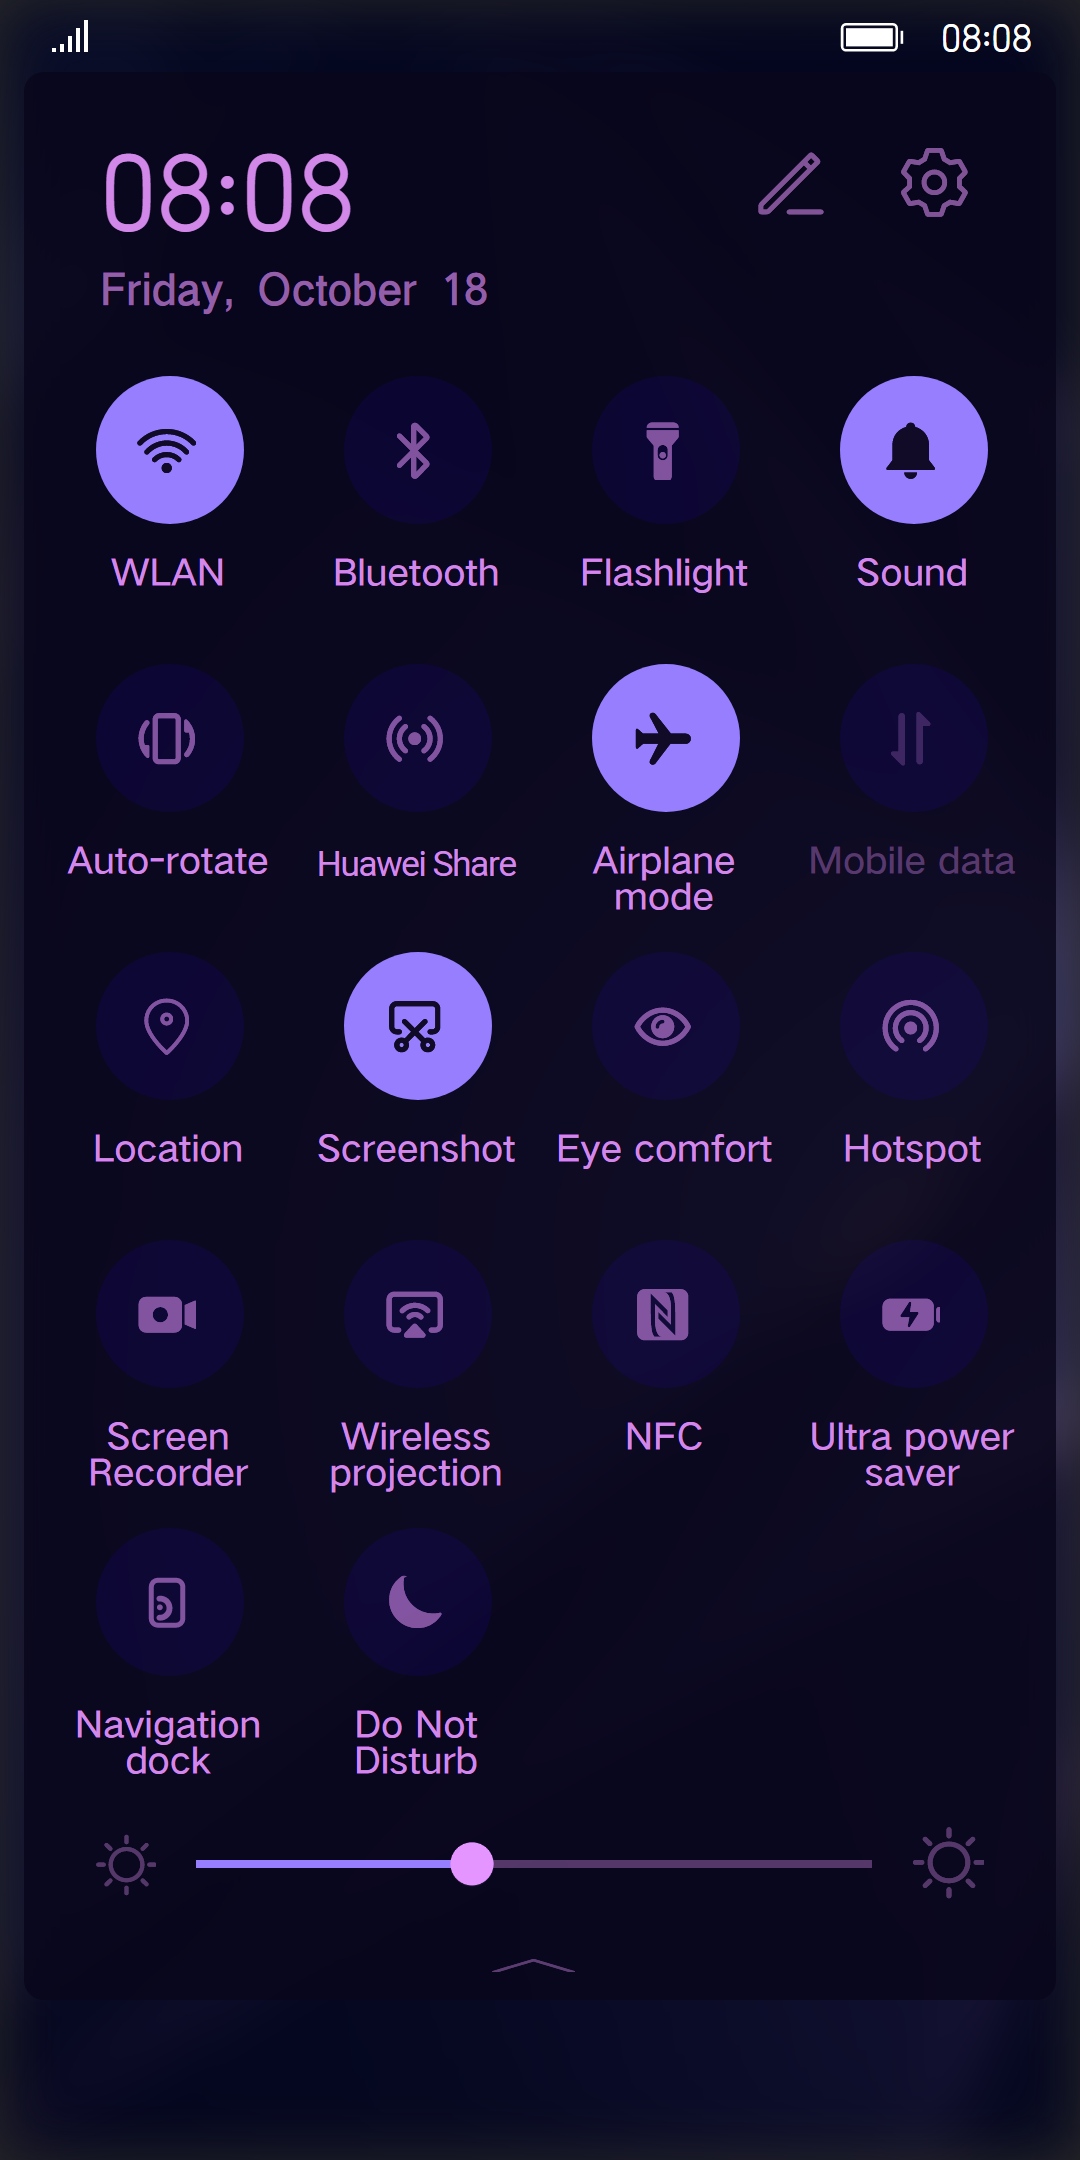 08:08
08:08
Friday, October 18
WLAN
Bluetooth
Flashlight
Sound
Auto-rotate
Huawei Share
Airplane
mode
Mobile data
Location
Screenshot
Eye comfort
Hotspot
Screen
Recorder
Wireless
projection
NFC
Ultra power
saver
Navigation
dock
Do Not
Disturb